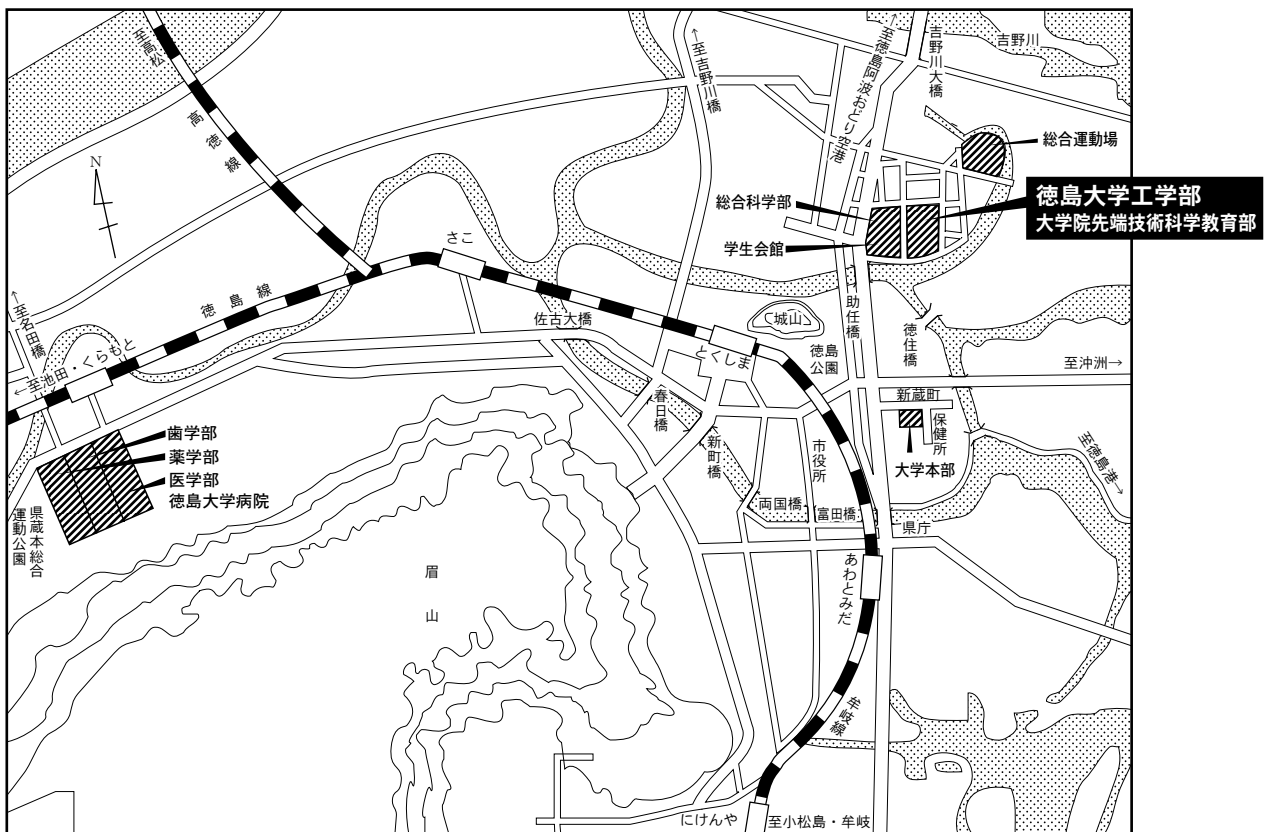 至高松
高徳線
N
←至吉野川橋
←至徳島阿波おどり空港
吉野川大橋
吉野川
総合運動場
徳島大学工学部
大学院先端技術科学教育部
総合科学部
学生会館
さこ
徳島線
←至名田橋
←至池田・くらもと
佐古大橋
とくしま
城山
徳島
公園
助任橋
徳住橋
至沖洲→
新蔵町
保健所
大学本部
至徳島港→
春日橋
新町橋
市役所
両国橋
富田橋
県庁
歯学部
薬学部
医学部
徳島大学病院
県蔵本総合
運動公園
眉山
あわとみだ
牟岐線
にけんや
至小松島・牟岐